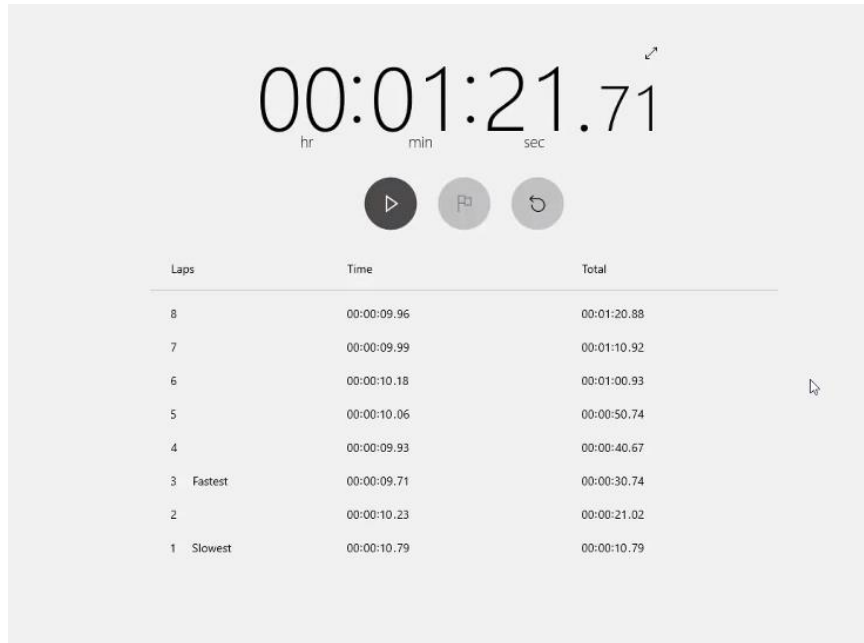 00:01:21.71
hr min sec
Laps Time Total
8 00:00:09.96 00:01:20.88
7 00:00:09.99 00:01:10.92
6 00:00:10.18 00:01:00.93
5 00:00:10.06 00:00:50.74
4 00:00:09.93 00:00:40.67
3 Fastest 00:00:09.71 00:00:30.74
2 00:00:10.23 00:00:21.02
1 Slowest 00:00:10.79 00:00:10.79